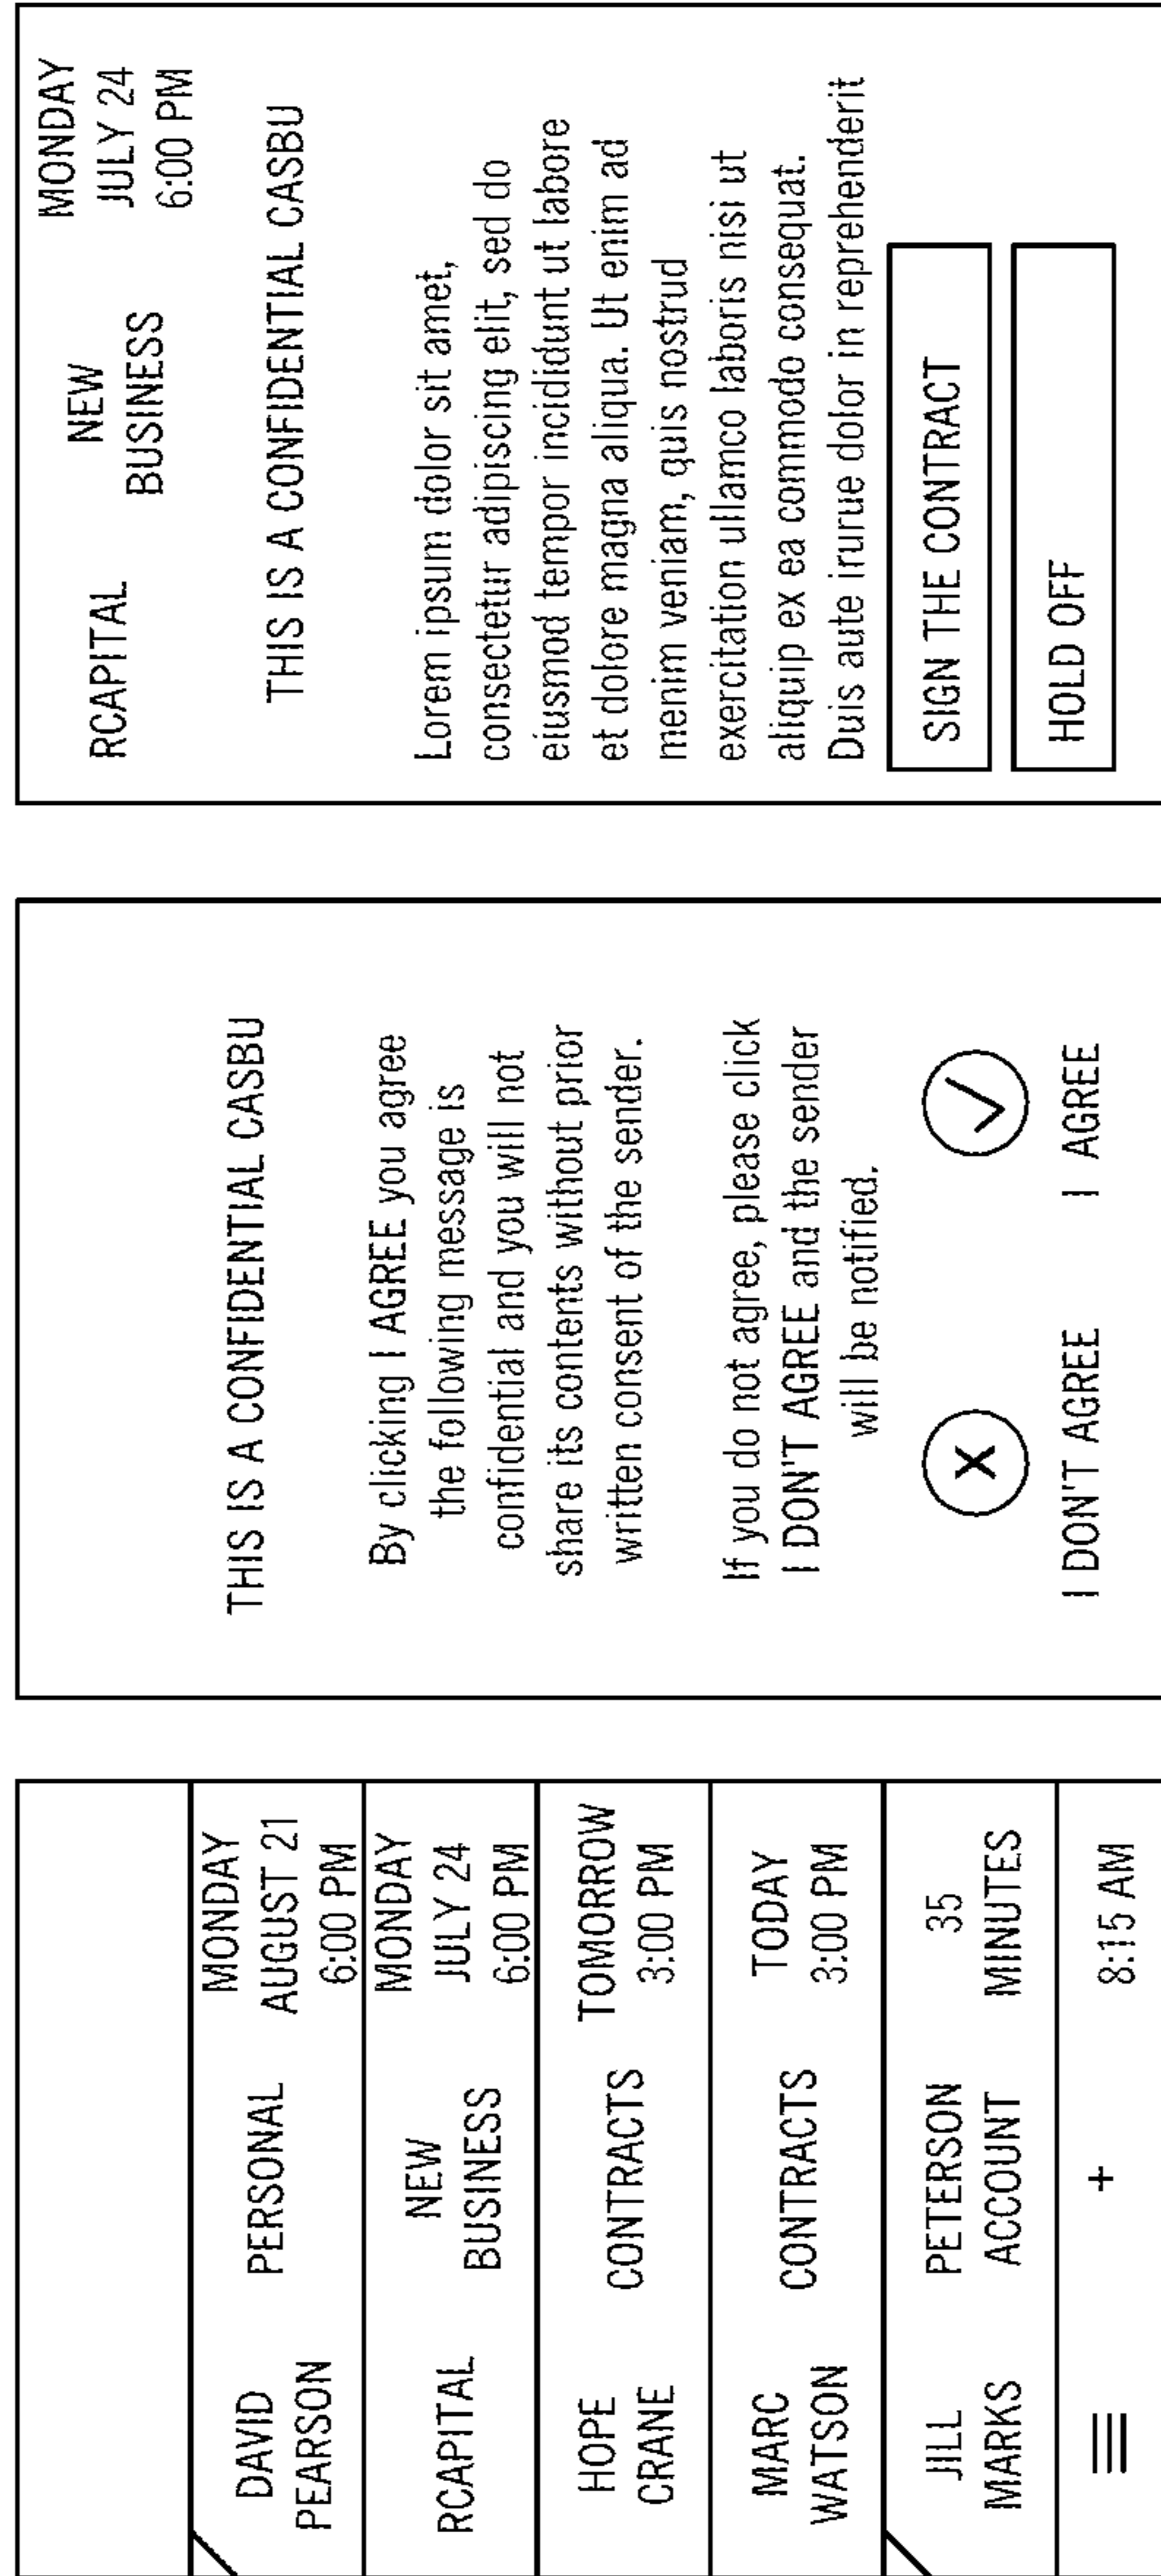 DAVID
PEARSON
PERSONAL
MONDAY
AUGUST 21
6:00 PM
RCAPITAL
NEW
BUSINESS
MONDAY
JULY 24
6:00 PM
HOPE
CRANE
CONTRACTS
TOMORROW
3:00 PM
MARC
WATSON
CONTRACTS
TODAY
3:00 PM
JILL
MARKS
PETERSON
ACCOUNT
35
MINUTES
+
8:15 AM
THIS IS A CONFIDENTIAL CASBU
By clicking I AGREE you agree
the following message is
confidential and you will not
share its contents without prior
written consent of the sender.
If you do not agree, please click
I DON'T AGREE and the sender
will be notified.
X
I DON'T AGREE
I AGREE
RCAPITAL
NEW
BUSINESS
MONDAY
JULY 24
6:00 PM
THIS IS A CONFIDENTIAL CASBU
Lorem ipsum dolor sit amet,
consectetur adipiscing elit, sed do
eiusmod tempor incididunt ut labore
et dolore magna aliqua. Ut enim ad
menim veniam, quis nostrud
exercitation ullamco laboris nisi ut
aliquip ex ea commodo consequat.
Duis aute irurue dolor in reprehenderit
SIGN THE CONTRACT
HOLD OFF